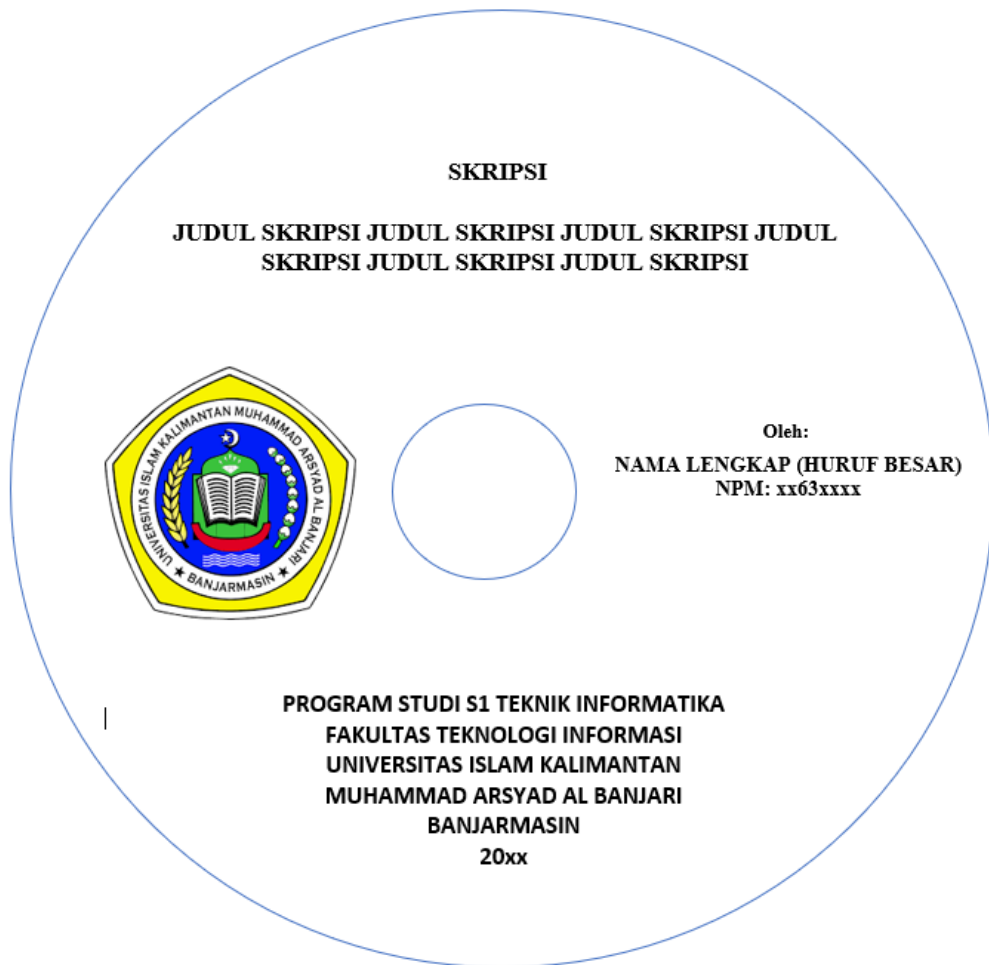 SKRIPSI
JUDUL SKRIPSI JUDUL SKRIPSI JUDUL SKRIPSI JUDUL
SKRIPSI JUDUL SKRIPSI JUDUL SKRIPSI
UNIVERSITAS ISLAM KALIMANTAN MUHAMMAD ARSYAD AL BANJARI
★ BANJARMASIN ★
Oleh:
NAMA LENGKAP (HURUF BESAR)
NPM: xx63xxxx
PROGRAM STUDI S1 TEKNIK INFORMATIKA
FAKULTAS TEKNOLOGI INFORMASI
UNIVERSITAS ISLAM KALIMANTAN
MUHAMMAD ARSYAD AL BANJARI
BANJARMASIN
20xx